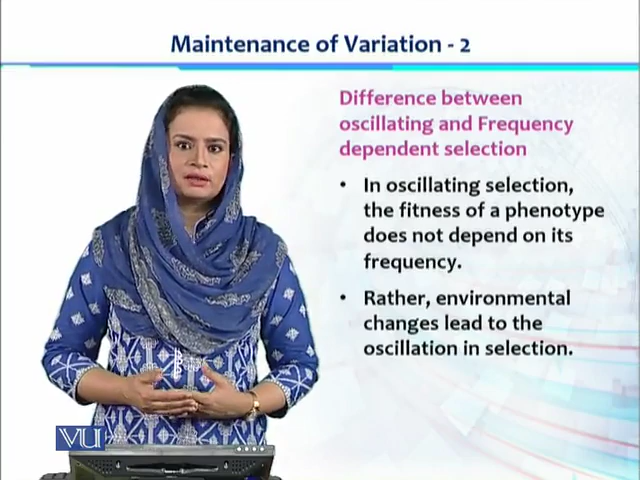 Maintenance of Variation - 2
Difference between
oscillating and Frequency
dependent selection
• In oscillating selection,
the fitness of a phenotype
does not depend on its
frequency.
• Rather, environmental
changes lead to the
oscillation in selection.
VU